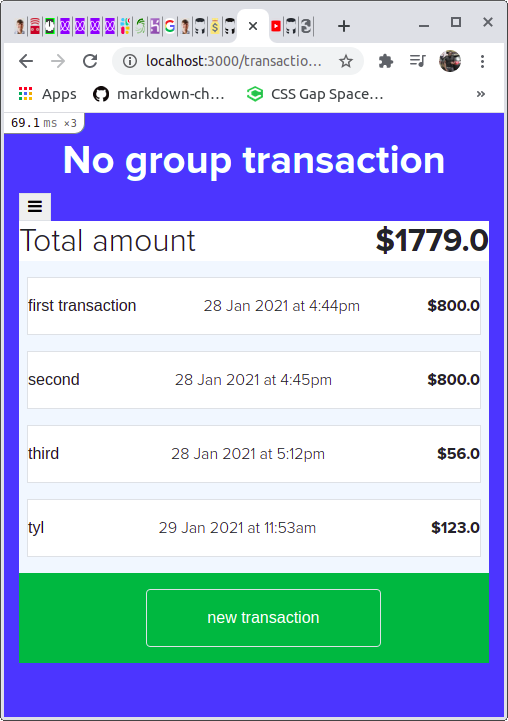 localhost:3000/transactio...
Apps markdown-ch... CSS Gap Space... »
69.1 ms ×3
No group transaction
Total amount $1779.0
first transaction 28 Jan 2021 at 4:44pm $800.0
second 28 Jan 2021 at 4:45pm $800.0
third 28 Jan 2021 at 5:12pm $56.0
tyl 29 Jan 2021 at 11:53am $123.0
new transaction